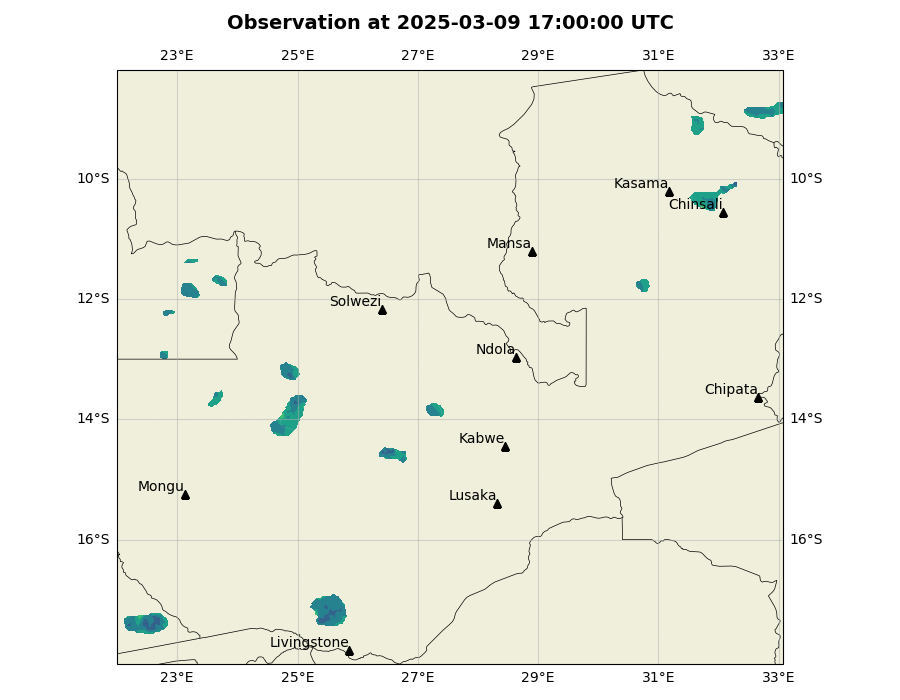 Observation at 2025-03-09 17:00:00 UTC
23°E 25°E 27°E 29°E 31°E 33°E
10°S 10°S
Kasama
Chinsali
Mansa
12°S 12°S
Solwezi
Ndola
Chipata
14°S 14°S
Kabwe
Mongu
Lusaka
16°S 16°S
Livingstone
23°E 25°E 27°E 29°E 31°E 33°E